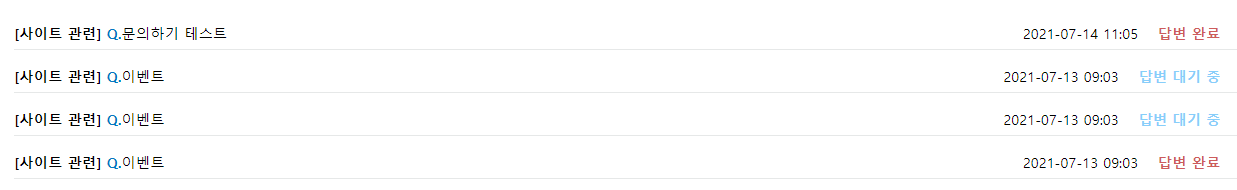 [사이트 관련] Q.문의하기 테스트 2021-07-14 11:05 답변 완료
[사이트 관련] Q.이벤트 2021-07-13 09:03 답변 대기 중
[사이트 관련] Q.이벤트 2021-07-13 09:03 답변 대기 중
[사이트 관련] Q.이벤트 2021-07-13 09:03 답변 완료